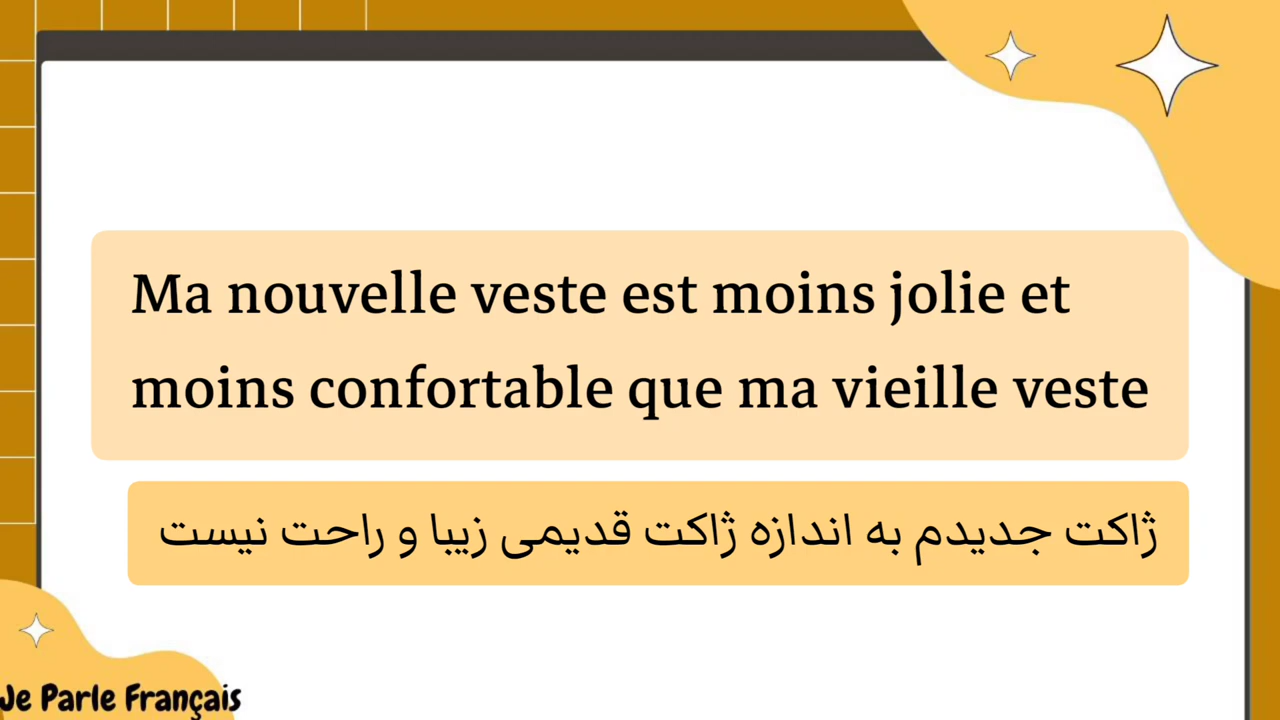 Ma nouvelle veste est moins jolie et
moins confortable que ma vieille veste
ژاکت جدیدم به اندازه ژاکت قدیمی زیبا و راحت نیست
Je Parle Français